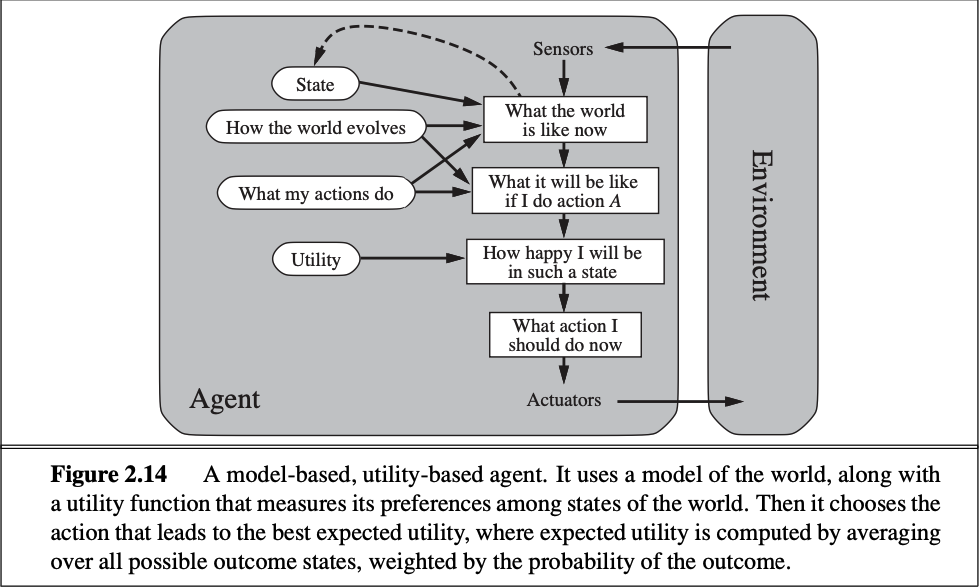 Sensors
State
What the world
is like now
How the world evolves
What it will be like
if I do action A
What my actions do
How happy I will be
in such a state
Utility
What action I
should do now
Actuators
Agent
Environment
Figure 2.14 A model-based, utility-based agent. It uses a model of the world, along with
a utility function that measures its preferences among states of the world. Then it chooses the
action that leads to the best expected utility, where expected utility is computed by averaging
over all possible outcome states, weighted by the probability of the outcome.